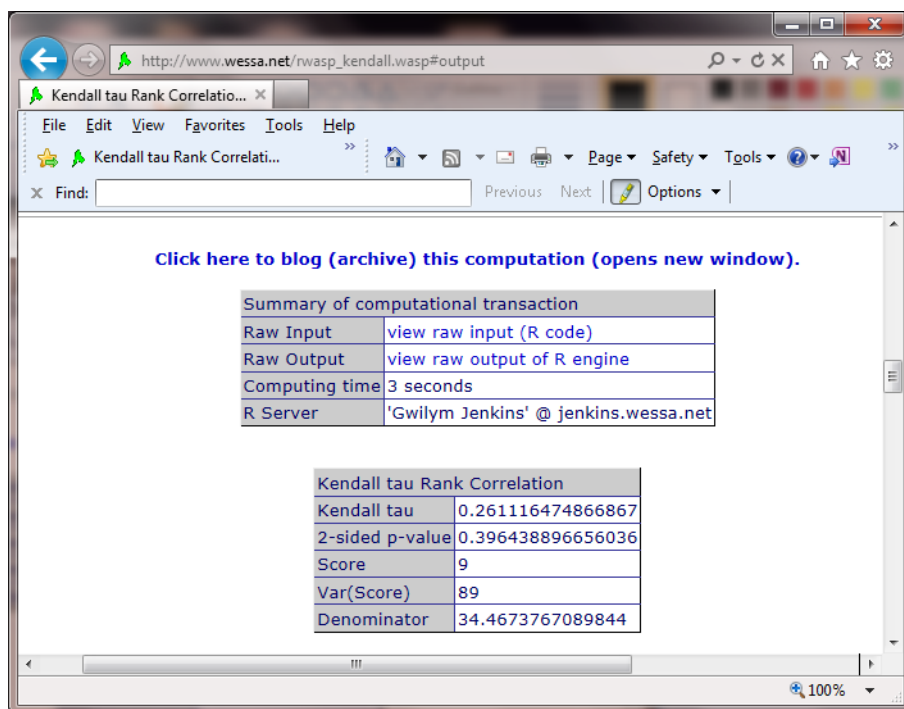 http://www.wessa.net/rwasp_kendall.wasp#output
Kendall tau Rank Correlatio...
File Edit View Favorites Tools Help
Kendall tau Rank Correlati... Page Safety Tools
Find: Previous Next Options
Click here to blog (archive) this computation (opens new window).
Summary of computational transaction
Raw Input view raw input (R code)
Raw Output view raw output of R engine
Computing time 3 seconds
R Server 'Gwilym Jenkins' @ jenkins.wessa.net
Kendall tau Rank Correlation
Kendall tau 0.261116474866867
2-sided p-value 0.396438896656036
Score 9
Var(Score) 89
Denominator 34.4673767089844
100%